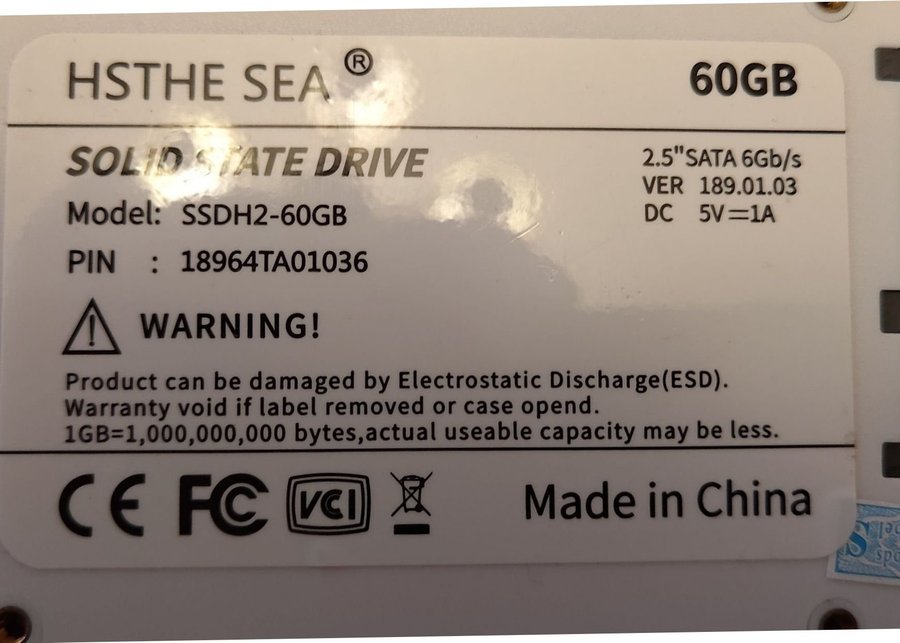 HSTHE SEA ®
60GB
SOLID STATE DRIVE
2.5"SATA 6Gb/s
Model: SSDH2-60GB
VER 189.01.03
DC 5V⎓1A
PIN : 18964TA01036
WARNING!
Product can be damaged by Electrostatic Discharge(ESD).
Warranty void if label removed or case opend.
1GB=1,000,000,000 bytes,actual useable capacity may be less.
CE FC VCI
Made in China